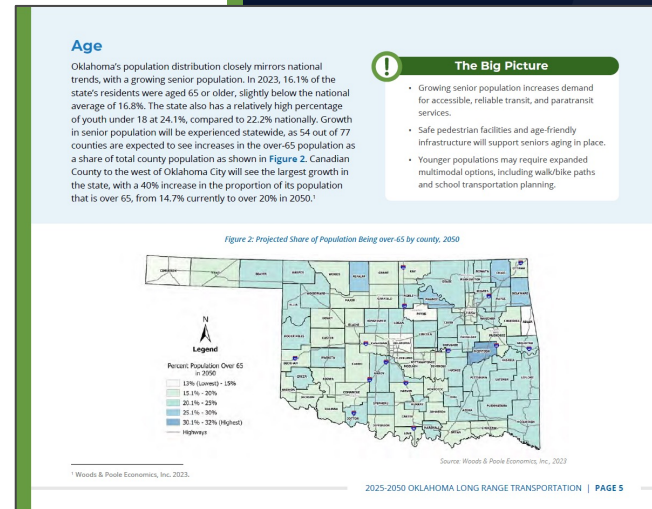 Age
Oklahoma's population distribution closely mirrors national
trends, with a growing senior population. In 2023, 16.1% of the
state's residents were aged 65 or older, slightly below the national
average of 16.8%. The state also has a relatively high percentage
of youth under 18 at 24.1%, compared to 22.2% nationally. Growth
in senior population will be experienced statewide, as 54 out of 77
counties are expected to see increases in the over-65 population as
a share of total county population as shown in Figure 2. Canadian
County to the west of Oklahoma City will see the largest growth in
the state, with a 40% increase in the proportion of its population
that is over 65, from 14.7% currently to over 20% in 2050.¹
The Big Picture
• Growing senior population increases demand
for accessible, reliable transit, and paratransit
services.
• Safe pedestrian facilities and age-friendly
infrastructure will support seniors aging in place.
• Younger populations may require expanded
multimodal options, including walk/bike paths
and school transportation planning.
Figure 2: Projected Share of Population Being over-65 by county, 2050
N
Legend
Percent Population Over 65
in 2050
13% (Lowest) - 15%
15.1% - 20%
20.1% - 25%
25.1% - 30%
30.1% - 32% (Highest)
Highways
Source: Woods & Poole Economics, Inc., 2023
¹ Woods & Poole Economics, Inc. 2023.
2025-2050 OKLAHOMA LONG RANGE TRANSPORTATION | PAGE 5